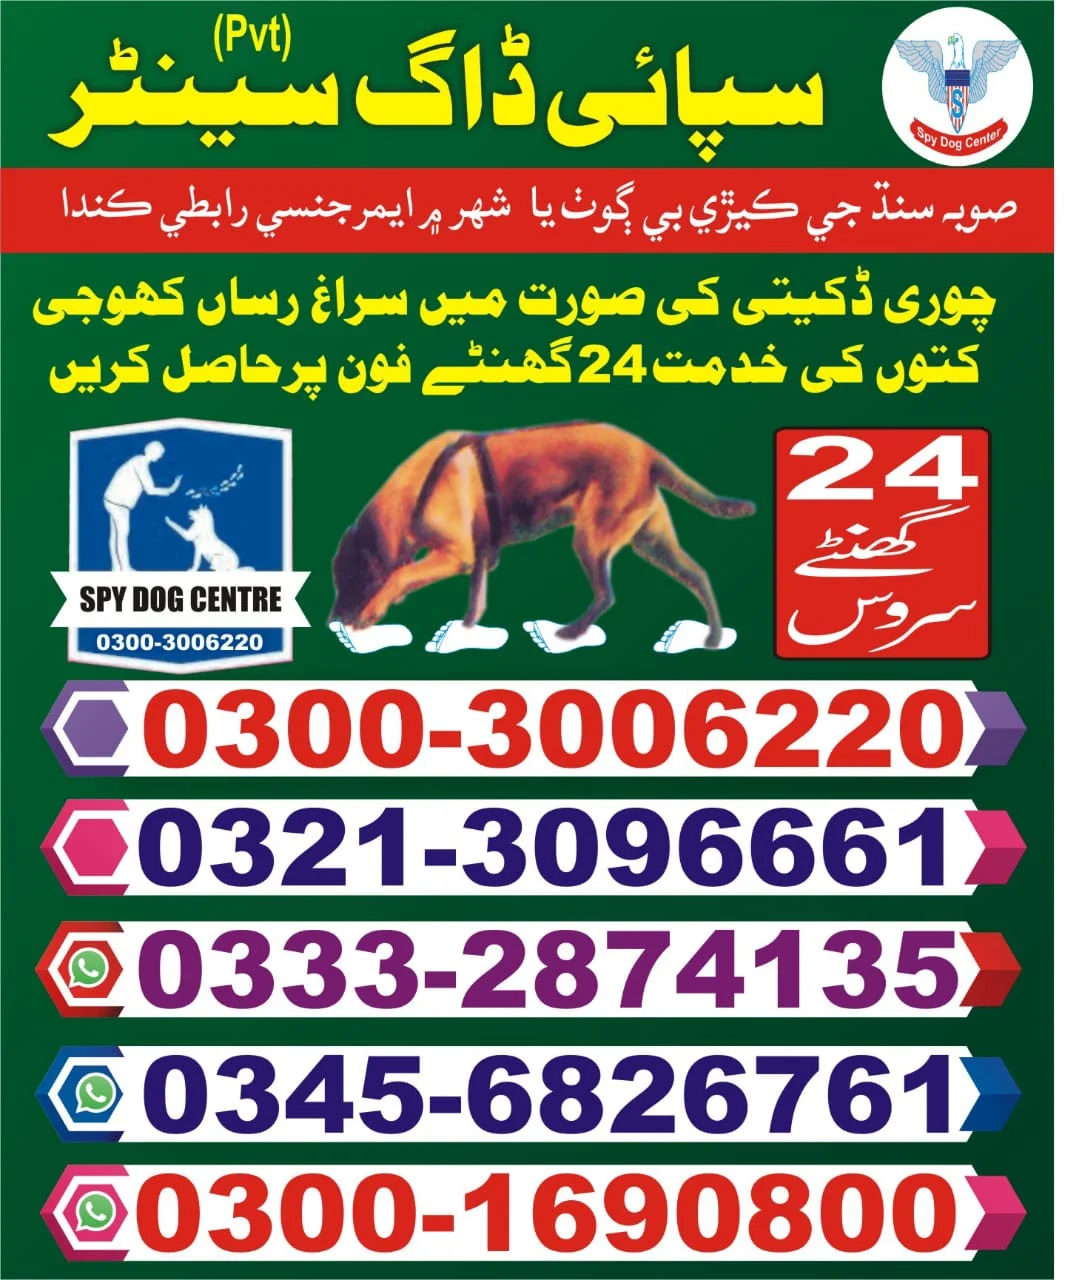 (Pvt)
سپائی ڈاگ سینٹر
S
Spy Dog Center
صوبہ سنڌ جي ڪيڙي بي ڳوٺ يا شهر ۾ ايمرجنسي رابطي ڪندا
چوری ڈکیتی کی صورت میں سراغ رساں کھوجی
کتوں کی خدمت 24 گھنٹے فون پر حاصل کریں
SPY DOG CENTRE
0300-3006220
24
گھنٹے
سروس
0300-3006220
0321-3096661
0333-2874135
0345-6826761
0300-1690800